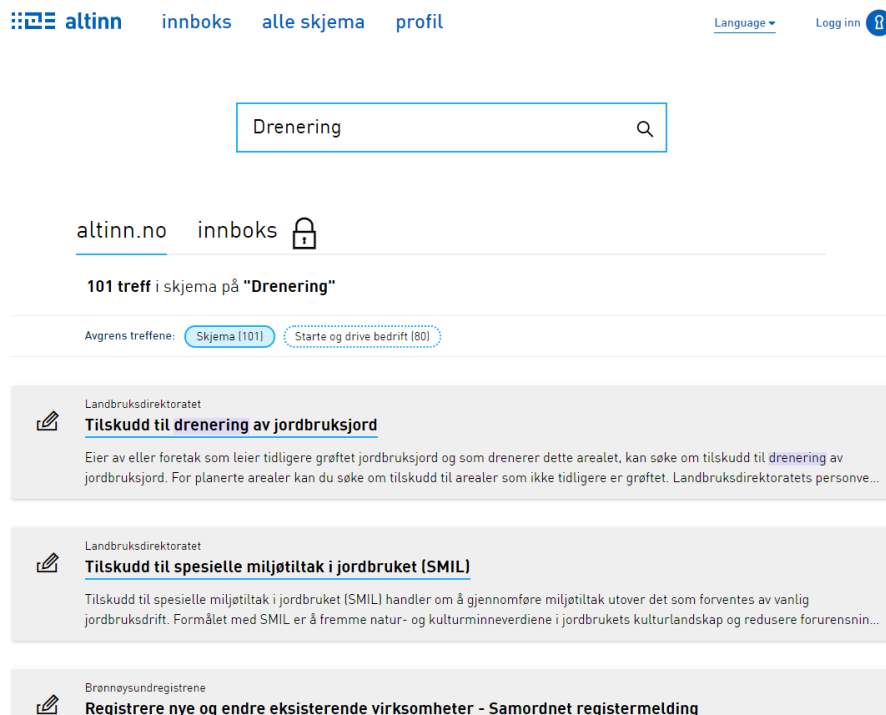 altinn innboks alle skjema profil Language Logg inn
Drenering
altinn.no innboks
101 treff i skjema på "Drenering"
Avgrens treffene: Skjema (101) Starte og drive bedrift (80)
Landbruksdirektoratet
Tilskudd til drenering av jordbruksjord
Eier av eller foretak som leier tidligere grøftet jordbruksjord og som drenerer dette arealet, kan søke om tilskudd til drenering av
jordbruksjord. For planerte arealer kan du søke om tilskudd til arealer som ikke tidligere er grøftet. Landbruksdirektoratets personve...
Landbruksdirektoratet
Tilskudd til spesielle miljøtiltak i jordbruket (SMIL)
Tilskudd til spesielle miljøtiltak i jordbruket (SMIL) handler om å gjennomføre miljøtiltak utover det som forventes av vanlig
jordbruksdrift. Formålet med SMIL er å fremme natur- og kulturminneverdiene i jordbrukets kulturlandskap og redusere forurensnin...
Brønnøysundregistrene
Registrere nye og endre eksisterende virksomheter - Samordnet registermelding